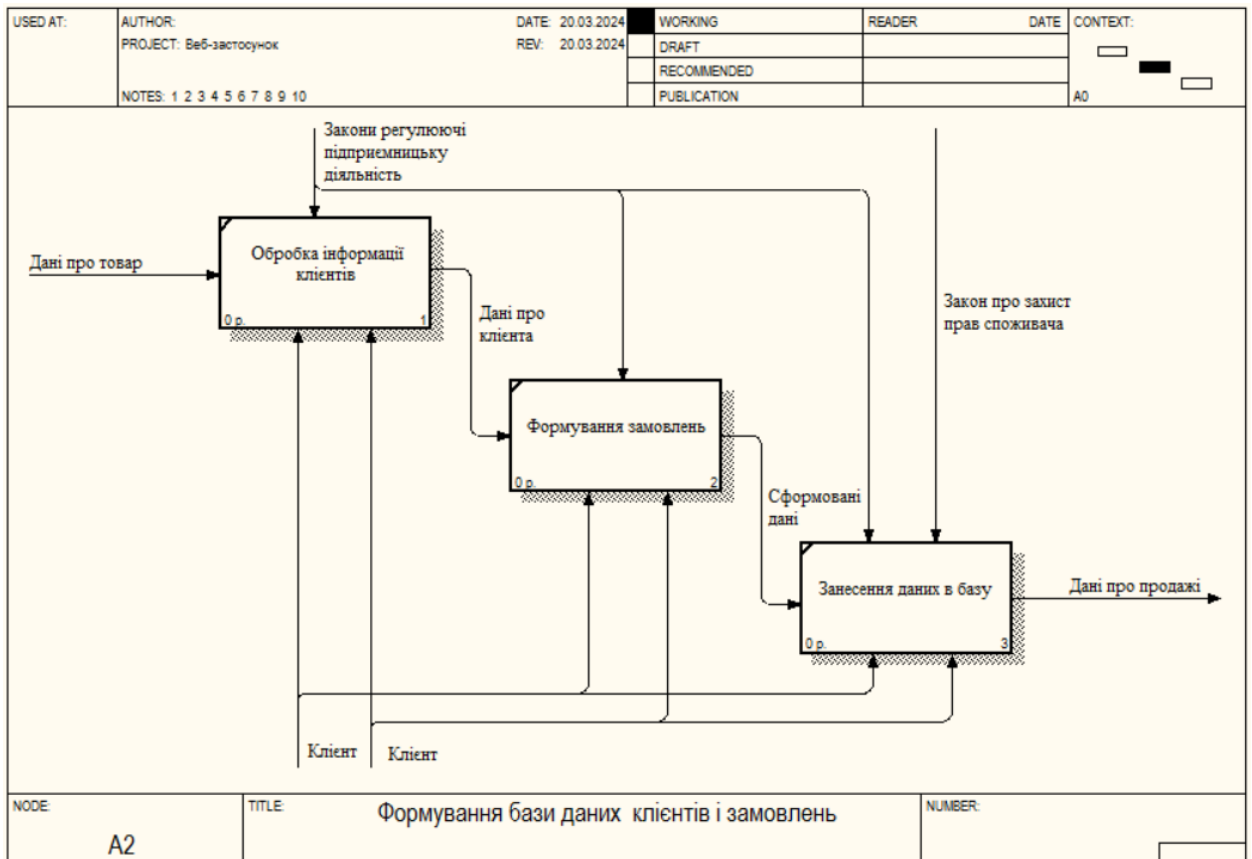 USED AT:
AUTHOR:
DATE: 20.03.2024
WORKING
READER
DATE
CONTEXT:
PROJECT: Веб-застосунок
REV: 20.03.2024
DRAFT
RECOMMENDED
NOTES: 1 2 3 4 5 6 7 8 9 10
PUBLICATION
A0
Закони регулюючі
підприємницьку
діяльність
Дані про товар
Обробка інформації
клієнтів
0 р.
1
Дані про
клієнта
Закон про захист
прав споживача
Формування замовлень
0 р.
2
Сформовані
дані
Занесення даних в базу
0 р.
3
Дані про продажі
Клієнт
Клієнт
NODE:
A2
TITLE:
Формування бази даних клієнтів і замовлень
NUMBER: